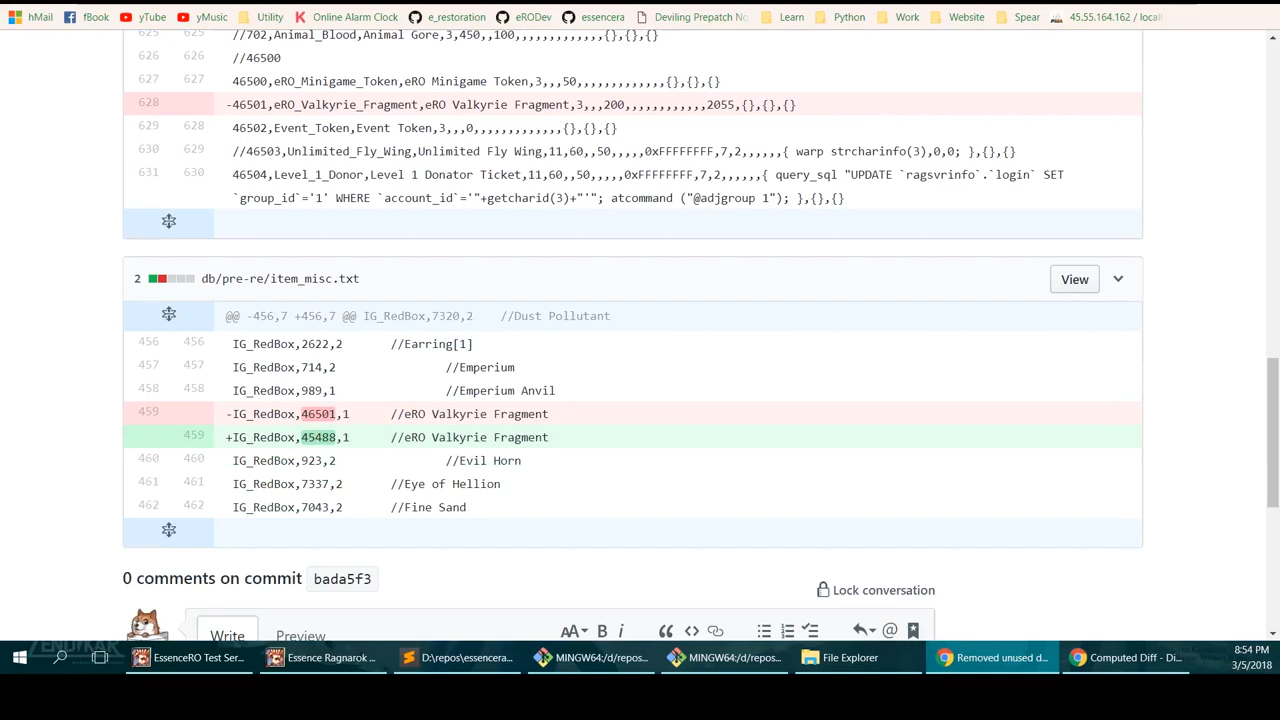 hMail fBook yTube yMusic Utility Online Alarm Clock e_restoration eRODev essencera Deviling Prepatch No Learn Python Work Website Spear 45.55.164.162 / local
625 625 //702,Animal_Blood,Animal Gore,3,450,,100,,,,,,,,,,,,,{},{},{}
626 626 //46500
627 627 46500,eRO_Minigame_Token,eRO Minigame Token,3,,,50,,,,,,,,,,,,,{},{},{}
628 -46501,eRO_Valkyrie_Fragment,eRO Valkyrie Fragment,3,,,200,,,,,,,,,,,,2055,{},{},{}
629 628 46502,Event_Token,Event Token,3,,,0,,,,,,,,,,,,,{},{},{}
630 629 //46503,Unlimited_Fly_Wing,Unlimited Fly Wing,11,60,,50,,,,,0xFFFFFFFF,7,2,,,,,,{ warp strcharinfo(3),0,0; },{},{}
631 630 46504,Level_1_Donor,Level 1 Donator Ticket,11,60,,50,,,,,0xFFFFFFFF,7,2,,,,,,{ query_sql "UPDATE `ragsvrinfo`.`login` SET
`group_id`='1' WHERE `account_id`='"+getcharid(3)+"'"; atcommand ("@adjgroup 1"); },{},{}
2 db/pre-re/item_misc.txt View
@@ -456,7 +456,7 @@ IG_RedBox,7320,2 //Dust Pollutant
456 456 IG_RedBox,2622,2 //Earring[1]
457 457 IG_RedBox,714,2 //Emperium
458 458 IG_RedBox,989,1 //Emperium Anvil
459 -IG_RedBox,46501,1 //eRO Valkyrie Fragment
459 +IG_RedBox,45488,1 //eRO Valkyrie Fragment
460 460 IG_RedBox,923,2 //Evil Horn
461 461 IG_RedBox,7337,2 //Eye of Hellion
462 462 IG_RedBox,7043,2 //Fine Sand
0 comments on commit bada5f3
Lock conversation
Write Preview AA B i
EssenceRO Test Ser... Essence Ragnarok ... D:\repos\essencera... MINGW64:/d/repos... MINGW64:/d/repos... File Explorer Removed unused d... Computed Diff - Di... 8:54 PM
3/5/2018